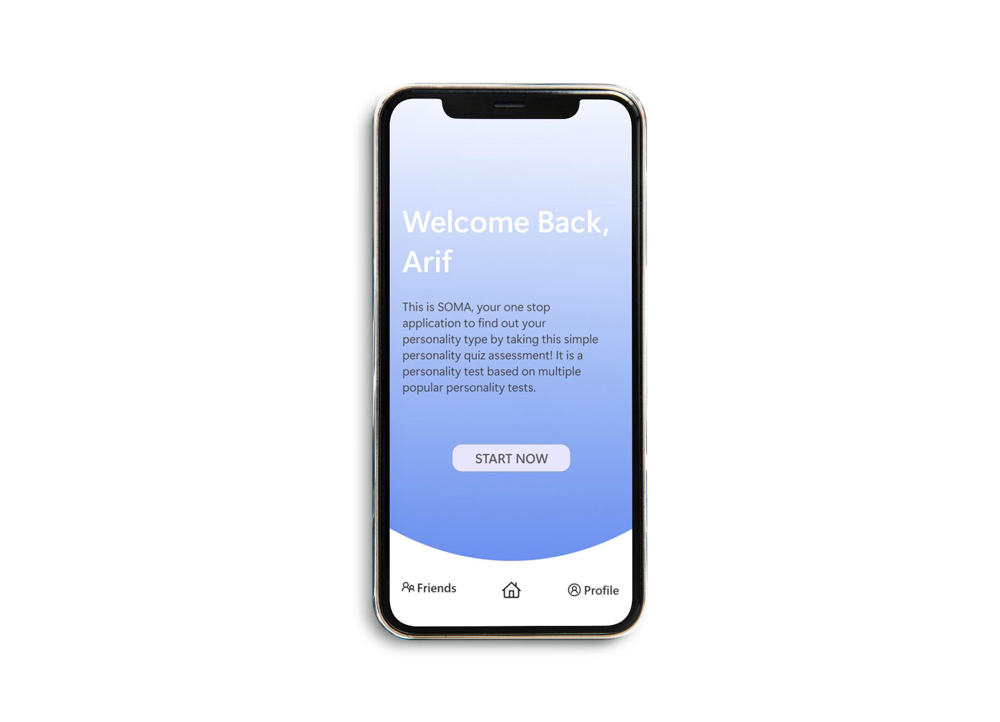 Welcome Back,
Arif
This is SOMA, your one stop
application to find out your
personality type by taking this simple
personality quiz assessment! It is a
personality test based on multiple
popular personality tests.
START NOW
Friends
Profile